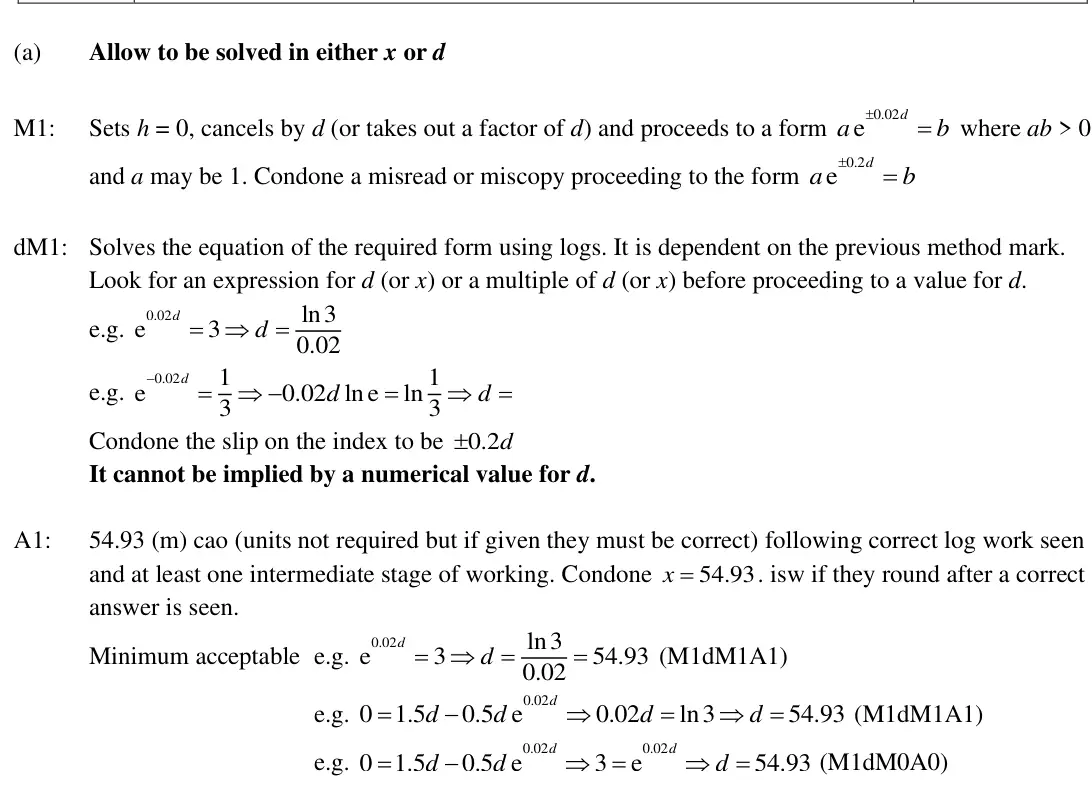 (a) Allow to be solved in either x or d
M1: Sets h = 0, cancels by d (or takes out a factor of d) and proceeds to a form a e^{±0.02d} = b where ab > 0
and a may be 1. Condone a misread or miscopy proceeding to the form a e^{±0.2d} = b
dM1: Solves the equation of the required form using logs. It is dependent on the previous method mark.
Look for an expression for d (or x) or a multiple of d (or x) before proceeding to a value for d.
e.g. e^{0.02d} = 3 ⇒ d = \frac{ln 3}{0.02}
e.g. e^{−0.02d} = \frac{1}{3} ⇒ −0.02d ln e = ln \frac{1}{3} ⇒ d =
Condone the slip on the index to be ±0.2d
It cannot be implied by a numerical value for d.
A1: 54.93 (m) cao (units not required but if given they must be correct) following correct log work seen
and at least one intermediate stage of working. Condone x = 54.93. isw if they round after a correct
answer is seen.
Minimum acceptable e.g. e^{0.02d} = 3 ⇒ d = \frac{ln 3}{0.02} = 54.93 (M1dM1A1)
e.g. 0 = 1.5d − 0.5d e^{0.02d} ⇒ 0.02d = ln 3 ⇒ d = 54.93 (M1dM1A1)
e.g. 0 = 1.5d − 0.5d e^{0.02d} ⇒ 3 = e^{0.02d} ⇒ d = 54.93 (M1dM0A0)